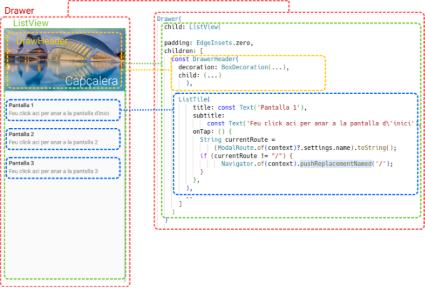 Drawer
ListView
DrawHeader
Capcalera
Pantalla 1
Feu click aci per anar a la pantalla d'inici
Pantalla 2
Feu click aci per anar a la pantalla 2
Pantalla 3
Feu click aci per anar a la pantalla 3
Drawer(
child: ListView(
padding: EdgeInsets.zero,
children: [
const DrawerHeader(
decoration: BoxDecoration(...),
child: (...)
),
ListTile(
title: const Text('Pantalla 1'),
subtitle:
const Text('Feu click aci per anar a la pantalla d\'inici'
onTap: () {
String currentRoute =
(ModalRoute.of(context)?.settings.name).toString();
if (currentRoute != "/") {
Navigator.of(context).pushReplacementNamed('/');
}
},
),
..
]
)
)